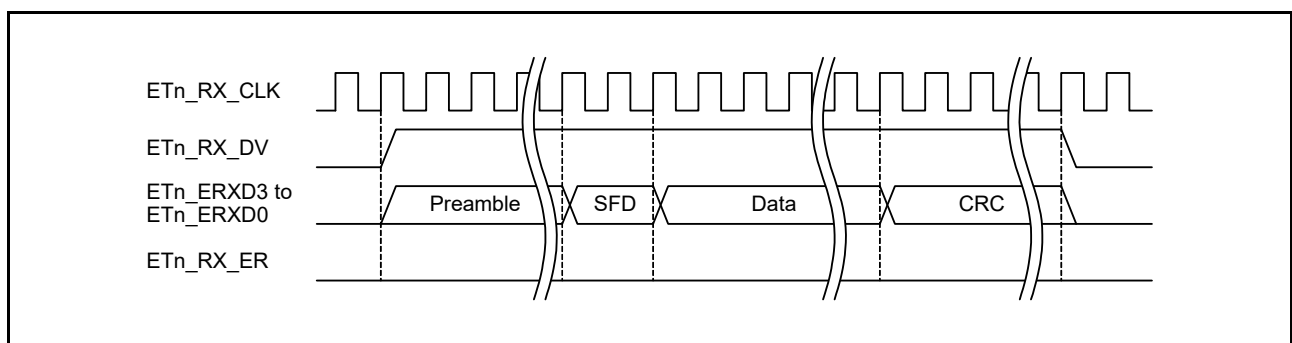 ETn_RX_CLK
ETn_RX_DV
ETn_ERXD3 to
ETn_ERXD0
Preamble
SFD
Data
CRC
ETn_RX_ER